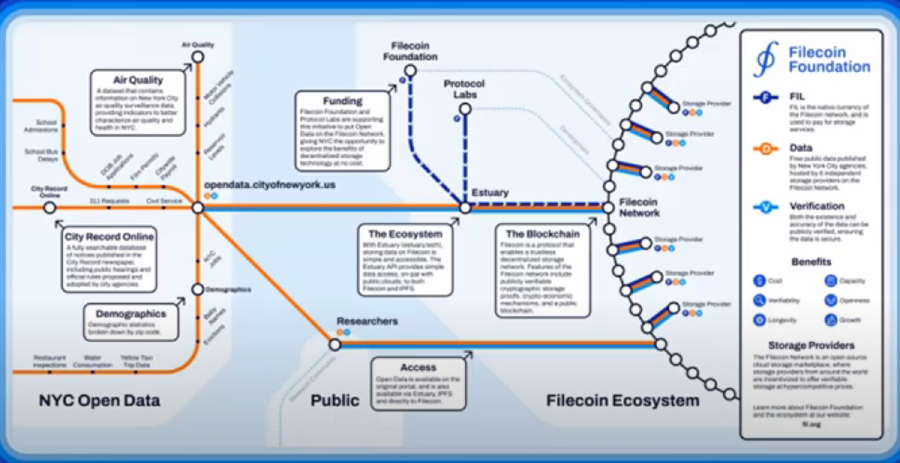 Air Quality
Air Quality
A dataset that contains
information on New York City
air quality surveillance data,
providing indicators to better
characterize air quality and
health in NYC.
Motor Vehicle
Collisions
Hydrants
Reservoir
Levels
School
Admissions
School Bus
Delays
DOB Job
Applications
Film Permits
Citywide
Payroll
City Record
Online
311 Requests
Civil Service
opendata.cityofnewyork.us
City Record Online
A fully searchable database
of notices published in the
City Record newspaper,
including public hearings and
official rules proposed and
adopted by city agencies.
NYC
Jobs
Demographics
Demographics
Demographic statistics
broken down by zip code.
Baby
Names
Evictions
Restaurant
Inspections
Water
Consumption
Yellow Taxi
Trip Data
NYC Open Data
Filecoin
Foundation
Protocol
Labs
Funding
Filecoin Foundation and
Protocol Labs are supporting
this initiative to put Open
Data on the Filecoin Network,
giving NYC the opportunity to
explore the benefits of
decentralized storage
technology at no cost.
Ecosystem Governance
Development
Estuary
Filecoin
Network
The Ecosystem
With Estuary (estuary.tech),
storing data on Filecoin is
simple and accessible. The
Estuary API provides simple
data access, on-par with
public clouds, to both
Filecoin and IPFS.
The Blockchain
Filecoin is a protocol that
enables a trustless
decentralized storage
network. Features of the
Filecoin network include
publicly verifiable
cryptographic storage
proofs, crypto-economic
mechanisms, and a public
blockchain.
Researchers
Research Community
Access
Open Data is available on the
original portal, and is also
available via Estuary, IPFS
and directly to Filecoin.
Public
Filecoin Ecosystem
Storage Provider
Storage Provider
Storage Provider
Storage Provider
Storage Provider
Storage Provider
Filecoin
Foundation
F
FIL
FIL is the native currency of
the Filecoin network, and is
used to pay for storage
services.
D
Data
Free public data published
by New York City agencies,
hosted by 6 independent
storage providers on the
Filecoin Network.
V
Verification
Both the existence and
accuracy of the data can be
publicly verified, ensuring
the data is secure.
Benefits
Cost
Capacity
Verifiability
Openness
Longevity
Growth
Storage Providers
The Filecoin Network is an open source
cloud storage marketplace, where
storage providers from around the world
are incentivized to offer verifiable
storage at hypercompetitive prices.
Learn more about Filecoin Foundation
and the ecosystem at our website:
fil.org